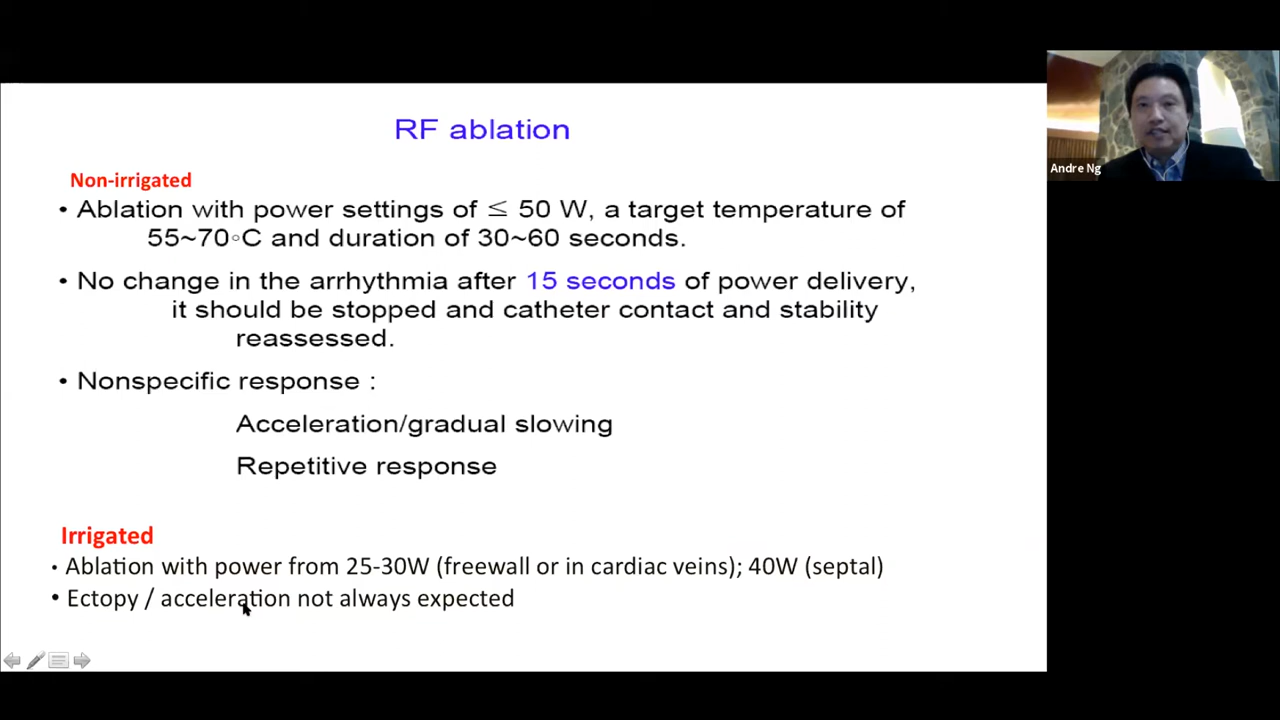 RF ablation
Non-irrigated
• Ablation with power settings of ≤ 50 W, a target temperature of
55~70◦C and duration of 30~60 seconds.
• No change in the arrhythmia after 15 seconds of power delivery,
it should be stopped and catheter contact and stability
reassessed.
• Nonspecific response :
Acceleration/gradual slowing
Repetitive response
Irrigated
• Ablation with power from 25-30W (freewall or in cardiac veins); 40W (septal)
• Ectopy / acceleration not always expected
Andre Ng